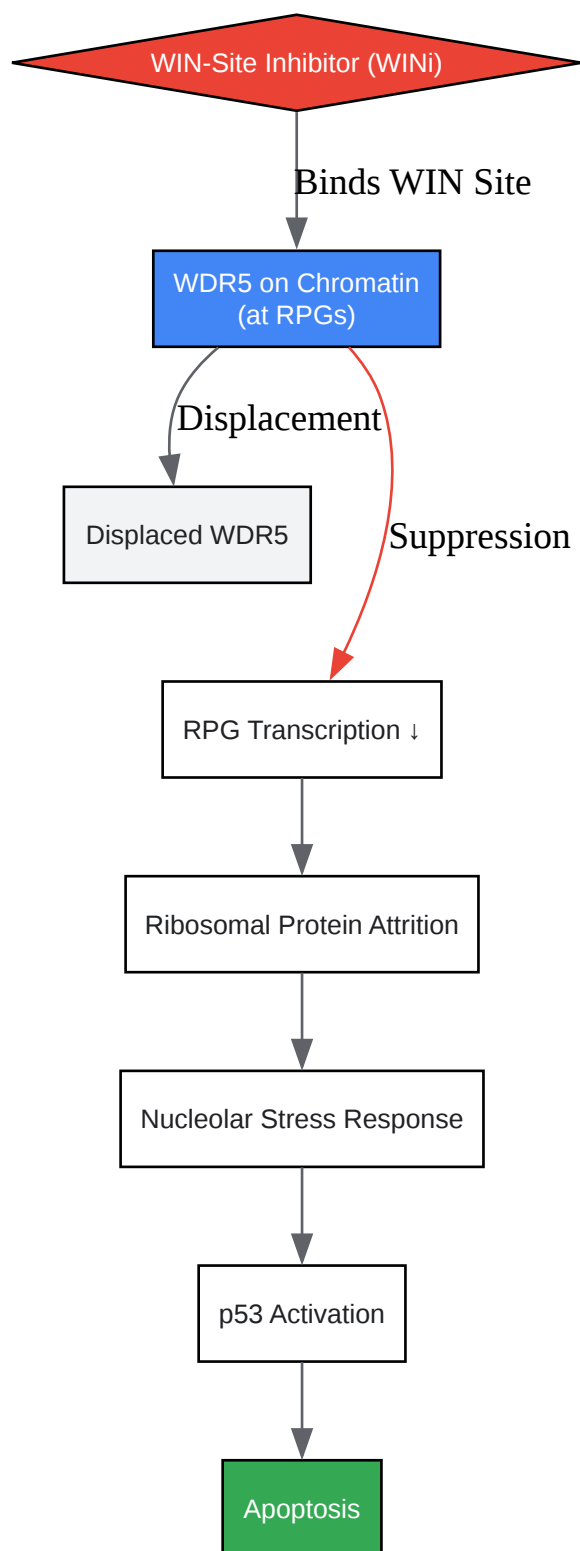 WIN-Site Inhibitor (WINi)
Binds WIN Site
WDR5 on Chromatin
(at RPGs)
Displacement
Displaced WDR5
Suppression
RPG Transcription ↓
Ribosomal Protein Attrition
Nucleolar Stress Response
p53 Activation
Apoptosis